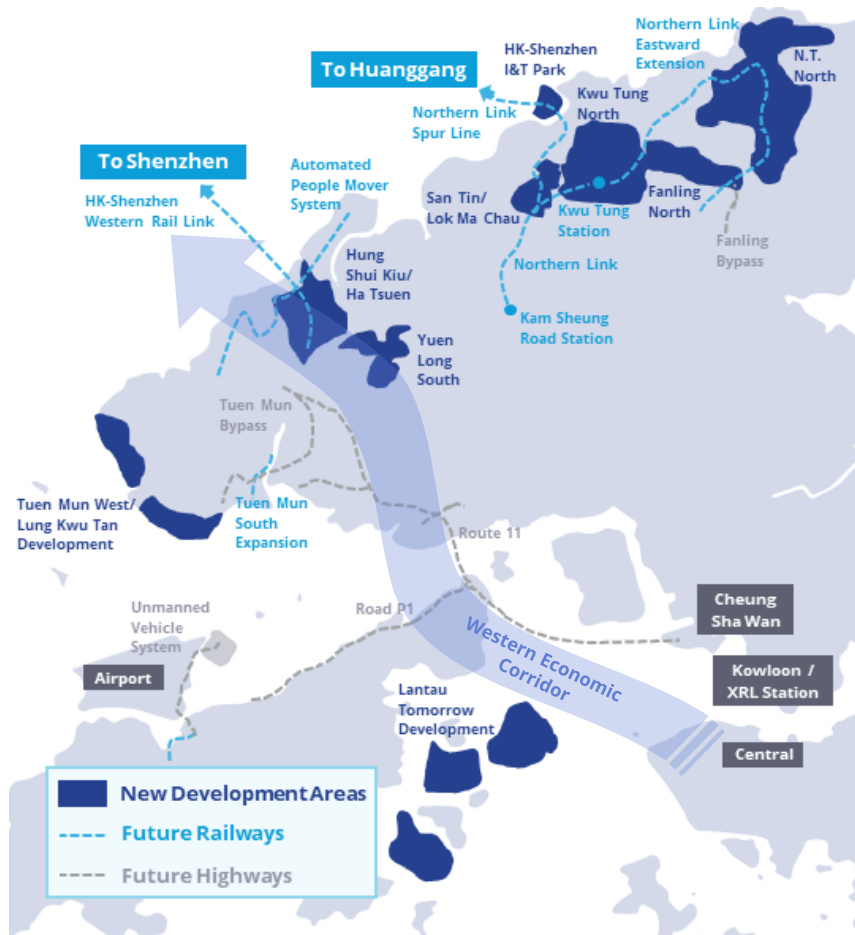 Northern Link
Eastward
Extension
N.T.
North
HK-Shenzhen
I&T Park
To Huanggang
Kwu Tung
North
Northern Link
Spur Line
To Shenzhen
Automated
People Mover
System
HK-Shenzhen
Western Rail Link
San Tin/
Lok Ma Chau
Kwu Tung
Station
Fanling
North
Fanling
Bypass
Northern Link
Hung
Shui Kiu/
Ha Tsuen
Kam Sheung
Road Station
Yuen
Long
South
Tuen Mun
Bypass
Tuen Mun West/
Lung Kwu Tan
Development
Tuen Mun
South
Expansion
Route 11
Unmanned
Vehicle
System
Road P1
Cheung
Sha Wan
Western Economic
Corridor
Airport
Kowloon /
XRL Station
Lantau
Tomorrow
Development
Central
New Development Areas
Future Railways
Future Highways